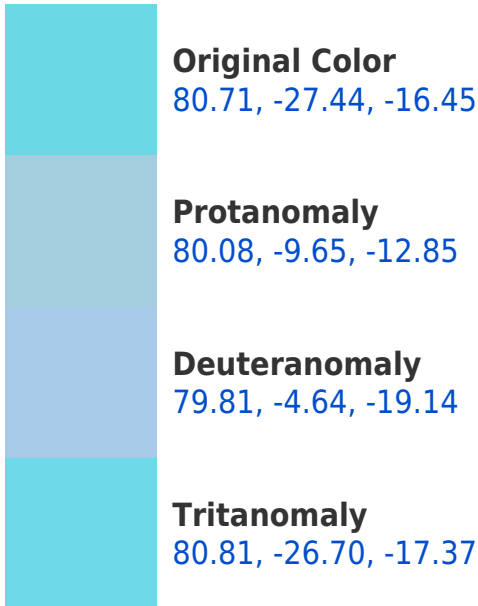 Original Color
80.71, -27.44, -16.45
Protanomaly
80.08, -9.65, -12.85
Deuteranomaly
79.81, -4.64, -19.14
Tritanomaly
80.81, -26.70, -17.37